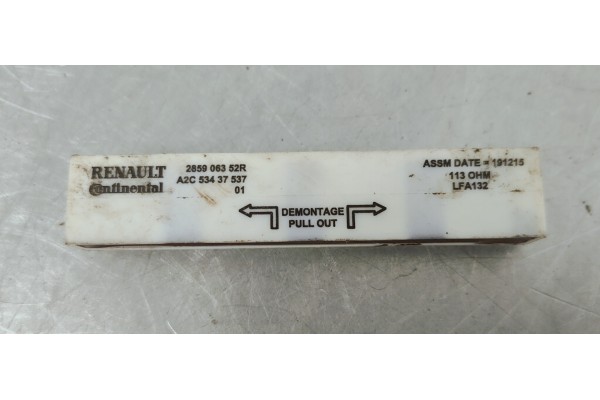 RENAULT
Continental
2859 063 52R
A2C 534 37 537
01
DEMONTAGE
PULL OUT
ASSM DATE = 191215
113 OHM
LFA132